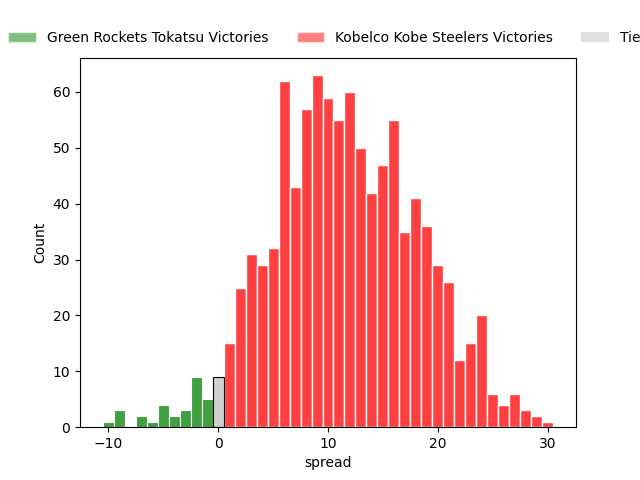 Green Rockets Tokatsu Victories Kobelco Kobe Steelers Victories Tie
60
50
40
30
20
10
0
Count
−10 0 10 20 30
spread